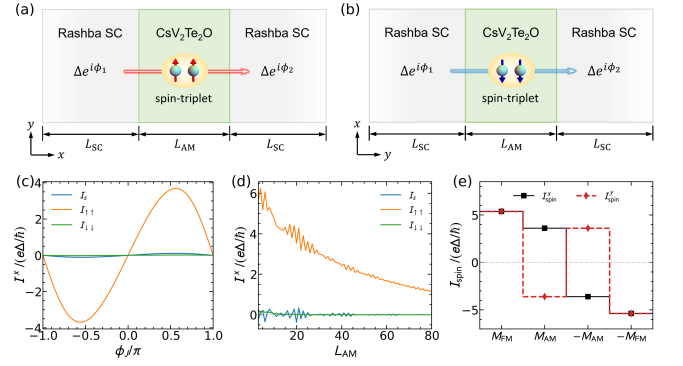 (a)
Rashba SC
CsV₂Te₂O
Rashba SC
Δe^{iϕ₁}
Δe^{iϕ₂}
spin-triplet
y
x
L_SC
L_AM
L_SC
(b)
Rashba SC
CsV₂Te₂O
Rashba SC
Δe^{iϕ₁}
Δe^{iϕ₂}
spin-triplet
x
y
L_SC
L_AM
L_SC
(c)
I_s
I_↑↑
I_↓↓
I^x/(eΔ/ℏ)
4
2
0
−2
−4
−1.0
−0.5
0.0
0.5
1.0
ϕ_J/π
(d)
I_s
I_↑↑
I_↓↓
I^x/(eΔ/ℏ)
6
4
2
0
20
40
60
80
L_AM
(e)
I^x_spin
I^y_spin
I_spin/(eΔ/ℏ)
5
0
−5
M_FM
M_AM
−M_AM
−M_FM